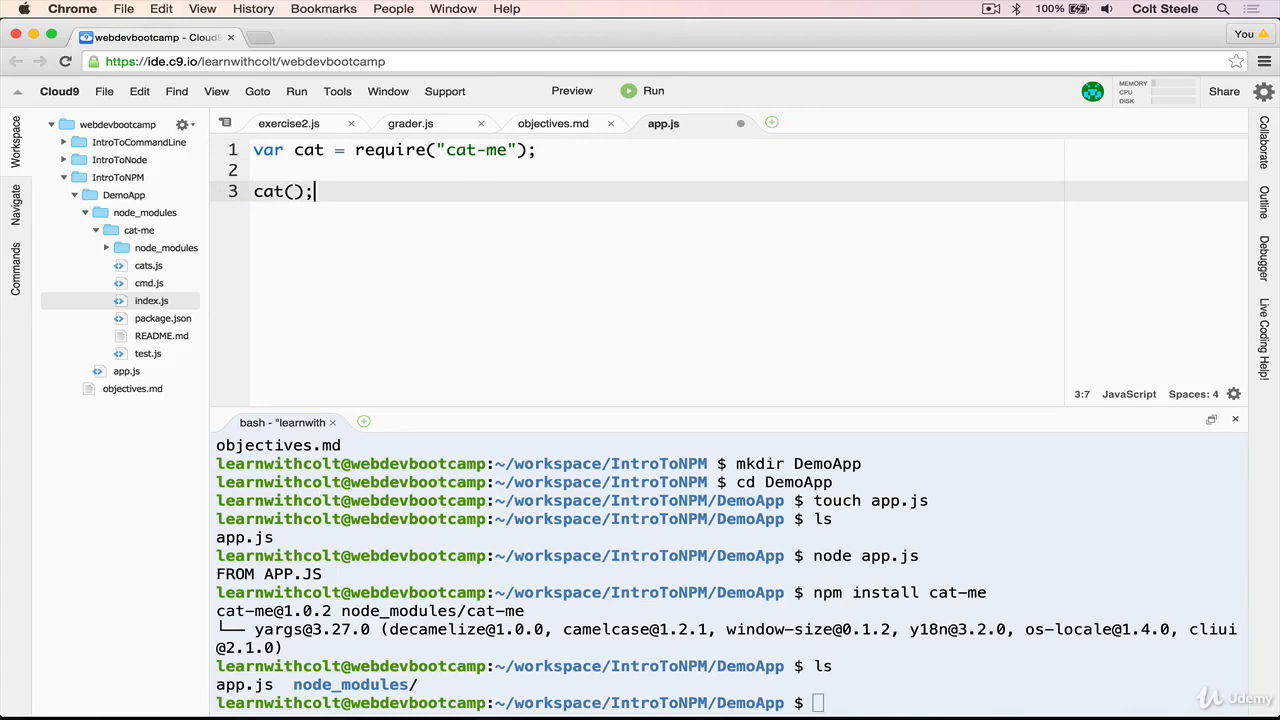 Chrome File Edit View History Bookmarks People Window Help 100% Colt Steele
webdevbootcamp - Cloud9 You
https://ide.c9.io/learnwithcolt/webdevbootcamp
Cloud9 File Edit Find View Goto Run Tools Window Support Preview Run MEMORY CPU DISK Share
Workspace
Navigate
Commands
webdevbootcamp
IntroToCommandLine
IntroToNode
IntroToNPM
DemoApp
node_modules
cat-me
node_modules
cats.js
cmd.js
index.js
package.json
README.md
test.js
app.js
objectives.md
exercise2.js grader.js objectives.md app.js
1 var cat = require("cat-me");
2
3 cat();
3:7 JavaScript Spaces: 4
Collaborate
Outline
Debugger
Live Coding Help!
bash - "learnwith
objectives.md
learnwithcolt@webdevbootcamp:~/workspace/IntroToNPM $ mkdir DemoApp
learnwithcolt@webdevbootcamp:~/workspace/IntroToNPM $ cd DemoApp
learnwithcolt@webdevbootcamp:~/workspace/IntroToNPM/DemoApp $ touch app.js
learnwithcolt@webdevbootcamp:~/workspace/IntroToNPM/DemoApp $ ls
app.js
learnwithcolt@webdevbootcamp:~/workspace/IntroToNPM/DemoApp $ node app.js
FROM APP.JS
learnwithcolt@webdevbootcamp:~/workspace/IntroToNPM/DemoApp $ npm install cat-me
cat-me@1.0.2 node_modules/cat-me
└── yargs@3.27.0 (decamelize@1.0.0, camelcase@1.2.1, window-size@0.1.2, y18n@3.2.0, os-locale@1.4.0, cliui
@2.1.0)
learnwithcolt@webdevbootcamp:~/workspace/IntroToNPM/DemoApp $ ls
app.js node_modules/
learnwithcolt@webdevbootcamp:~/workspace/IntroToNPM/DemoApp $
Udemy